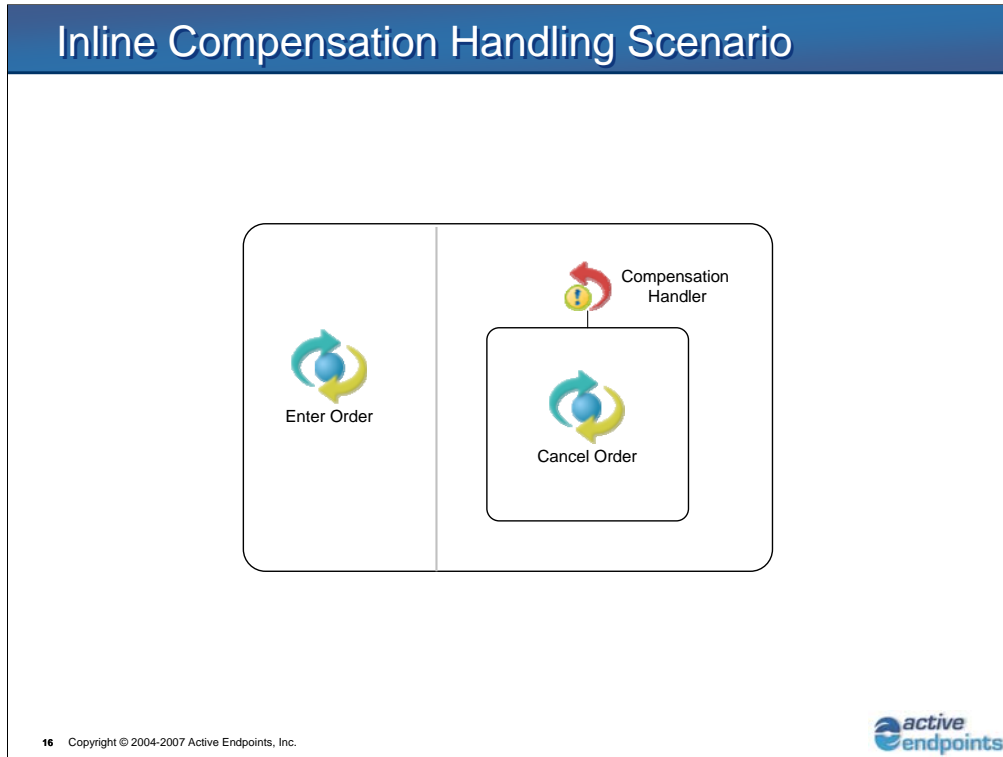 Inline Compensation Handling Scenario
Compensation
Handler
Enter Order
Cancel Order
16 Copyright © 2004-2007 Active Endpoints, Inc.
active
endpoints